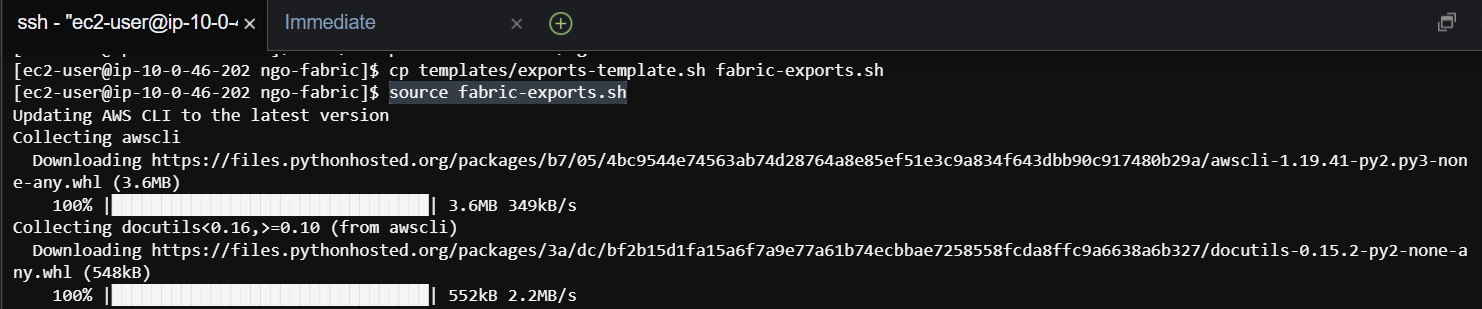 ssh - "ec2-user@ip-10-0-4
Immediate
[ec2-user@ip-10-0-46-202 ngo-fabric]$ cp templates/exports-template.sh fabric-exports.sh
[ec2-user@ip-10-0-46-202 ngo-fabric]$ source fabric-exports.sh
Updating AWS CLI to the latest version
Collecting awscli
Downloading https://files.pythonhosted.org/packages/b7/05/4bc9544e74563ab74d28764a8e85ef51e3c9a834f643dbb90c917480b29a/awscli-1.19.41-py2.py3-non
e-any.whl (3.6MB)
100% |████████████████████████████████| 3.6MB 349kB/s
Collecting docutils<0.16,>=0.10 (from awscli)
Downloading https://files.pythonhosted.org/packages/3a/dc/bf2b15d1fa15a6f7a9e77a61b74ecbbae7258558fcda8ffc9a6638a6b327/docutils-0.15.2-py2-none-a
ny.whl (548kB)
100% |████████████████████████████████| 552kB 2.2MB/s